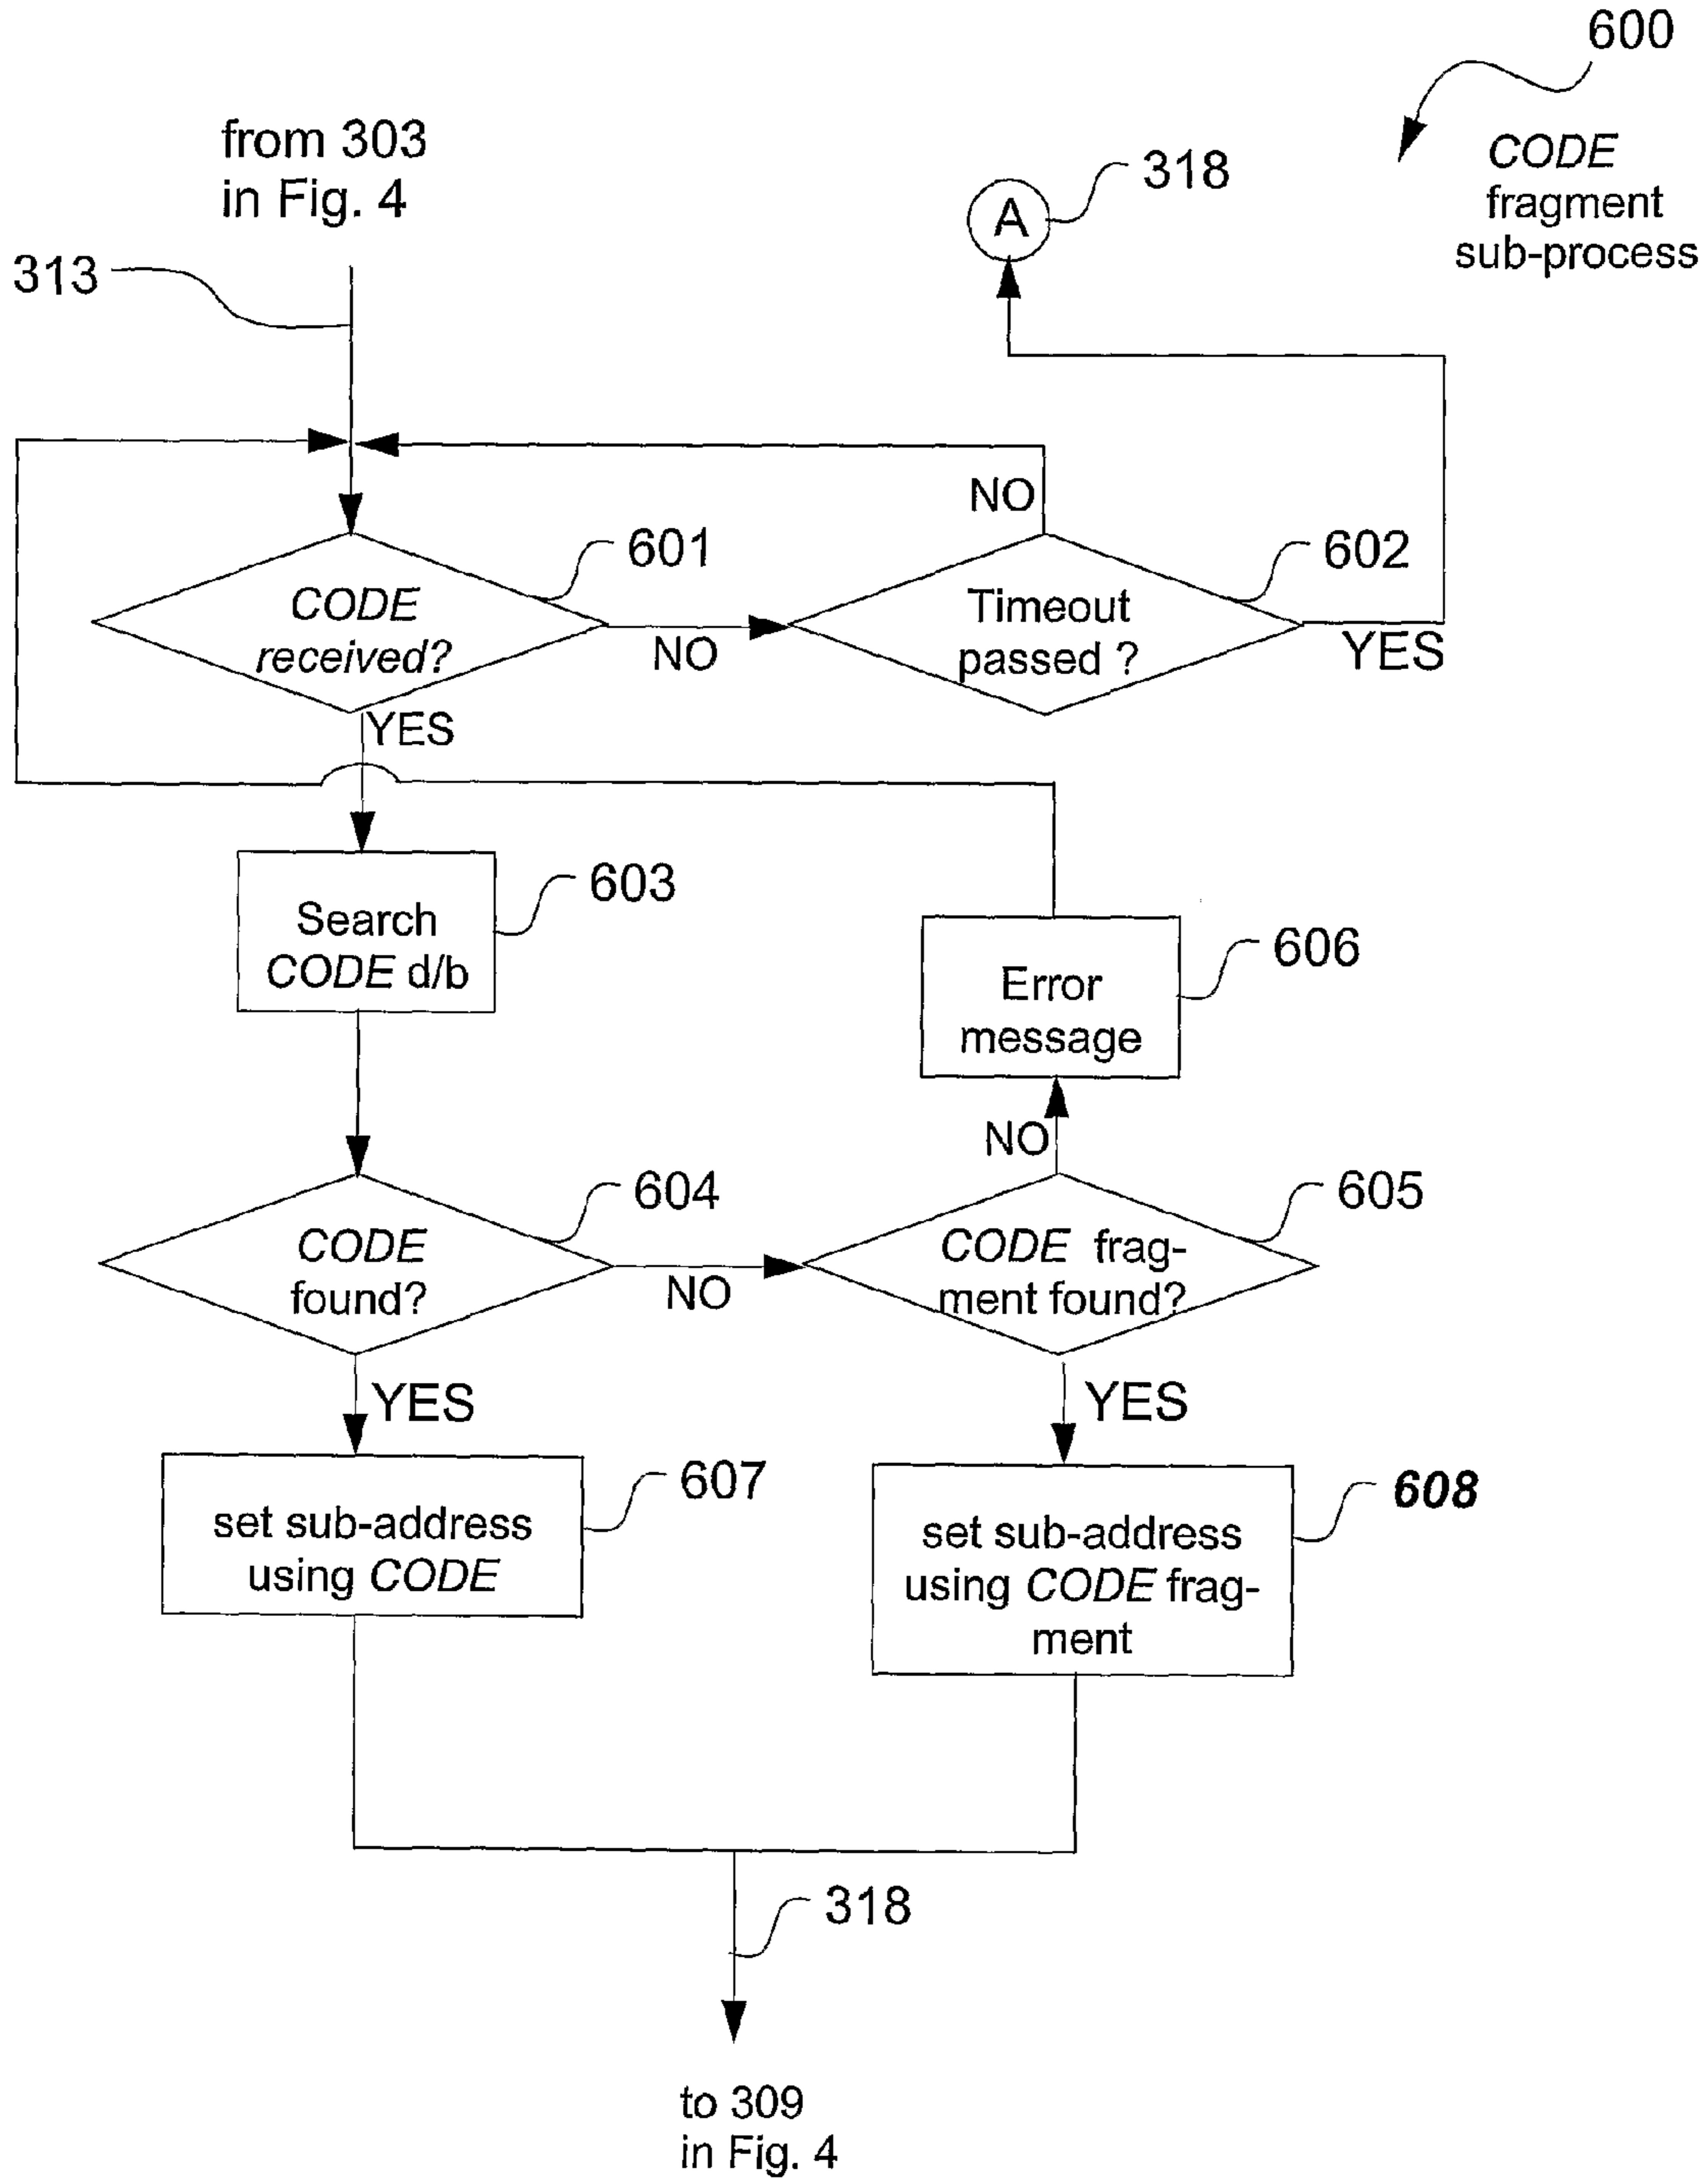 600
CODE
fragment
sub-process
from 303
in Fig. 4
A
318
313
NO
601
602
CODE
received?
NO
Timeout
passed ?
YES
YES
603
Search
CODE d/b
606
Error
message
NO
604
605
CODE
found?
NO
CODE frag-
ment found?
YES
YES
607
608
set sub-address
using CODE
set sub-address
using CODE frag-
ment
318
to 309
in Fig. 4